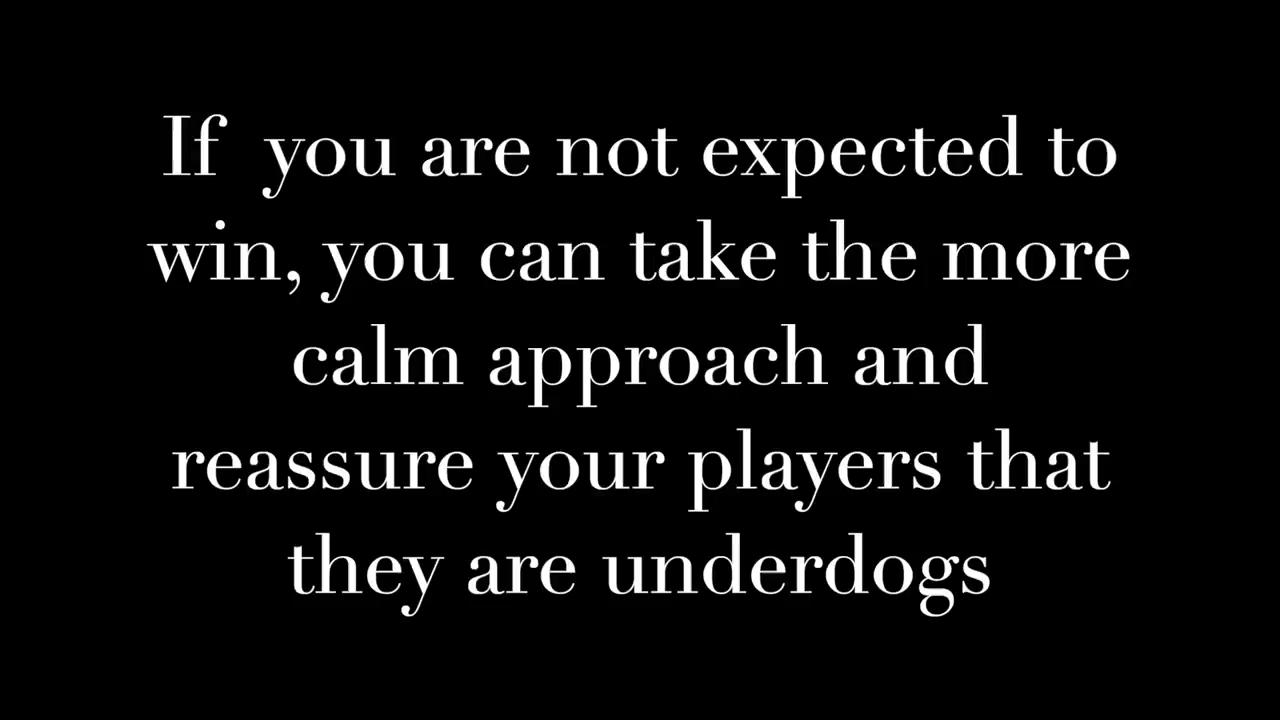 If  you are not expected to
win, you can take the more
calm approach and
reassure your players that
they are underdogs